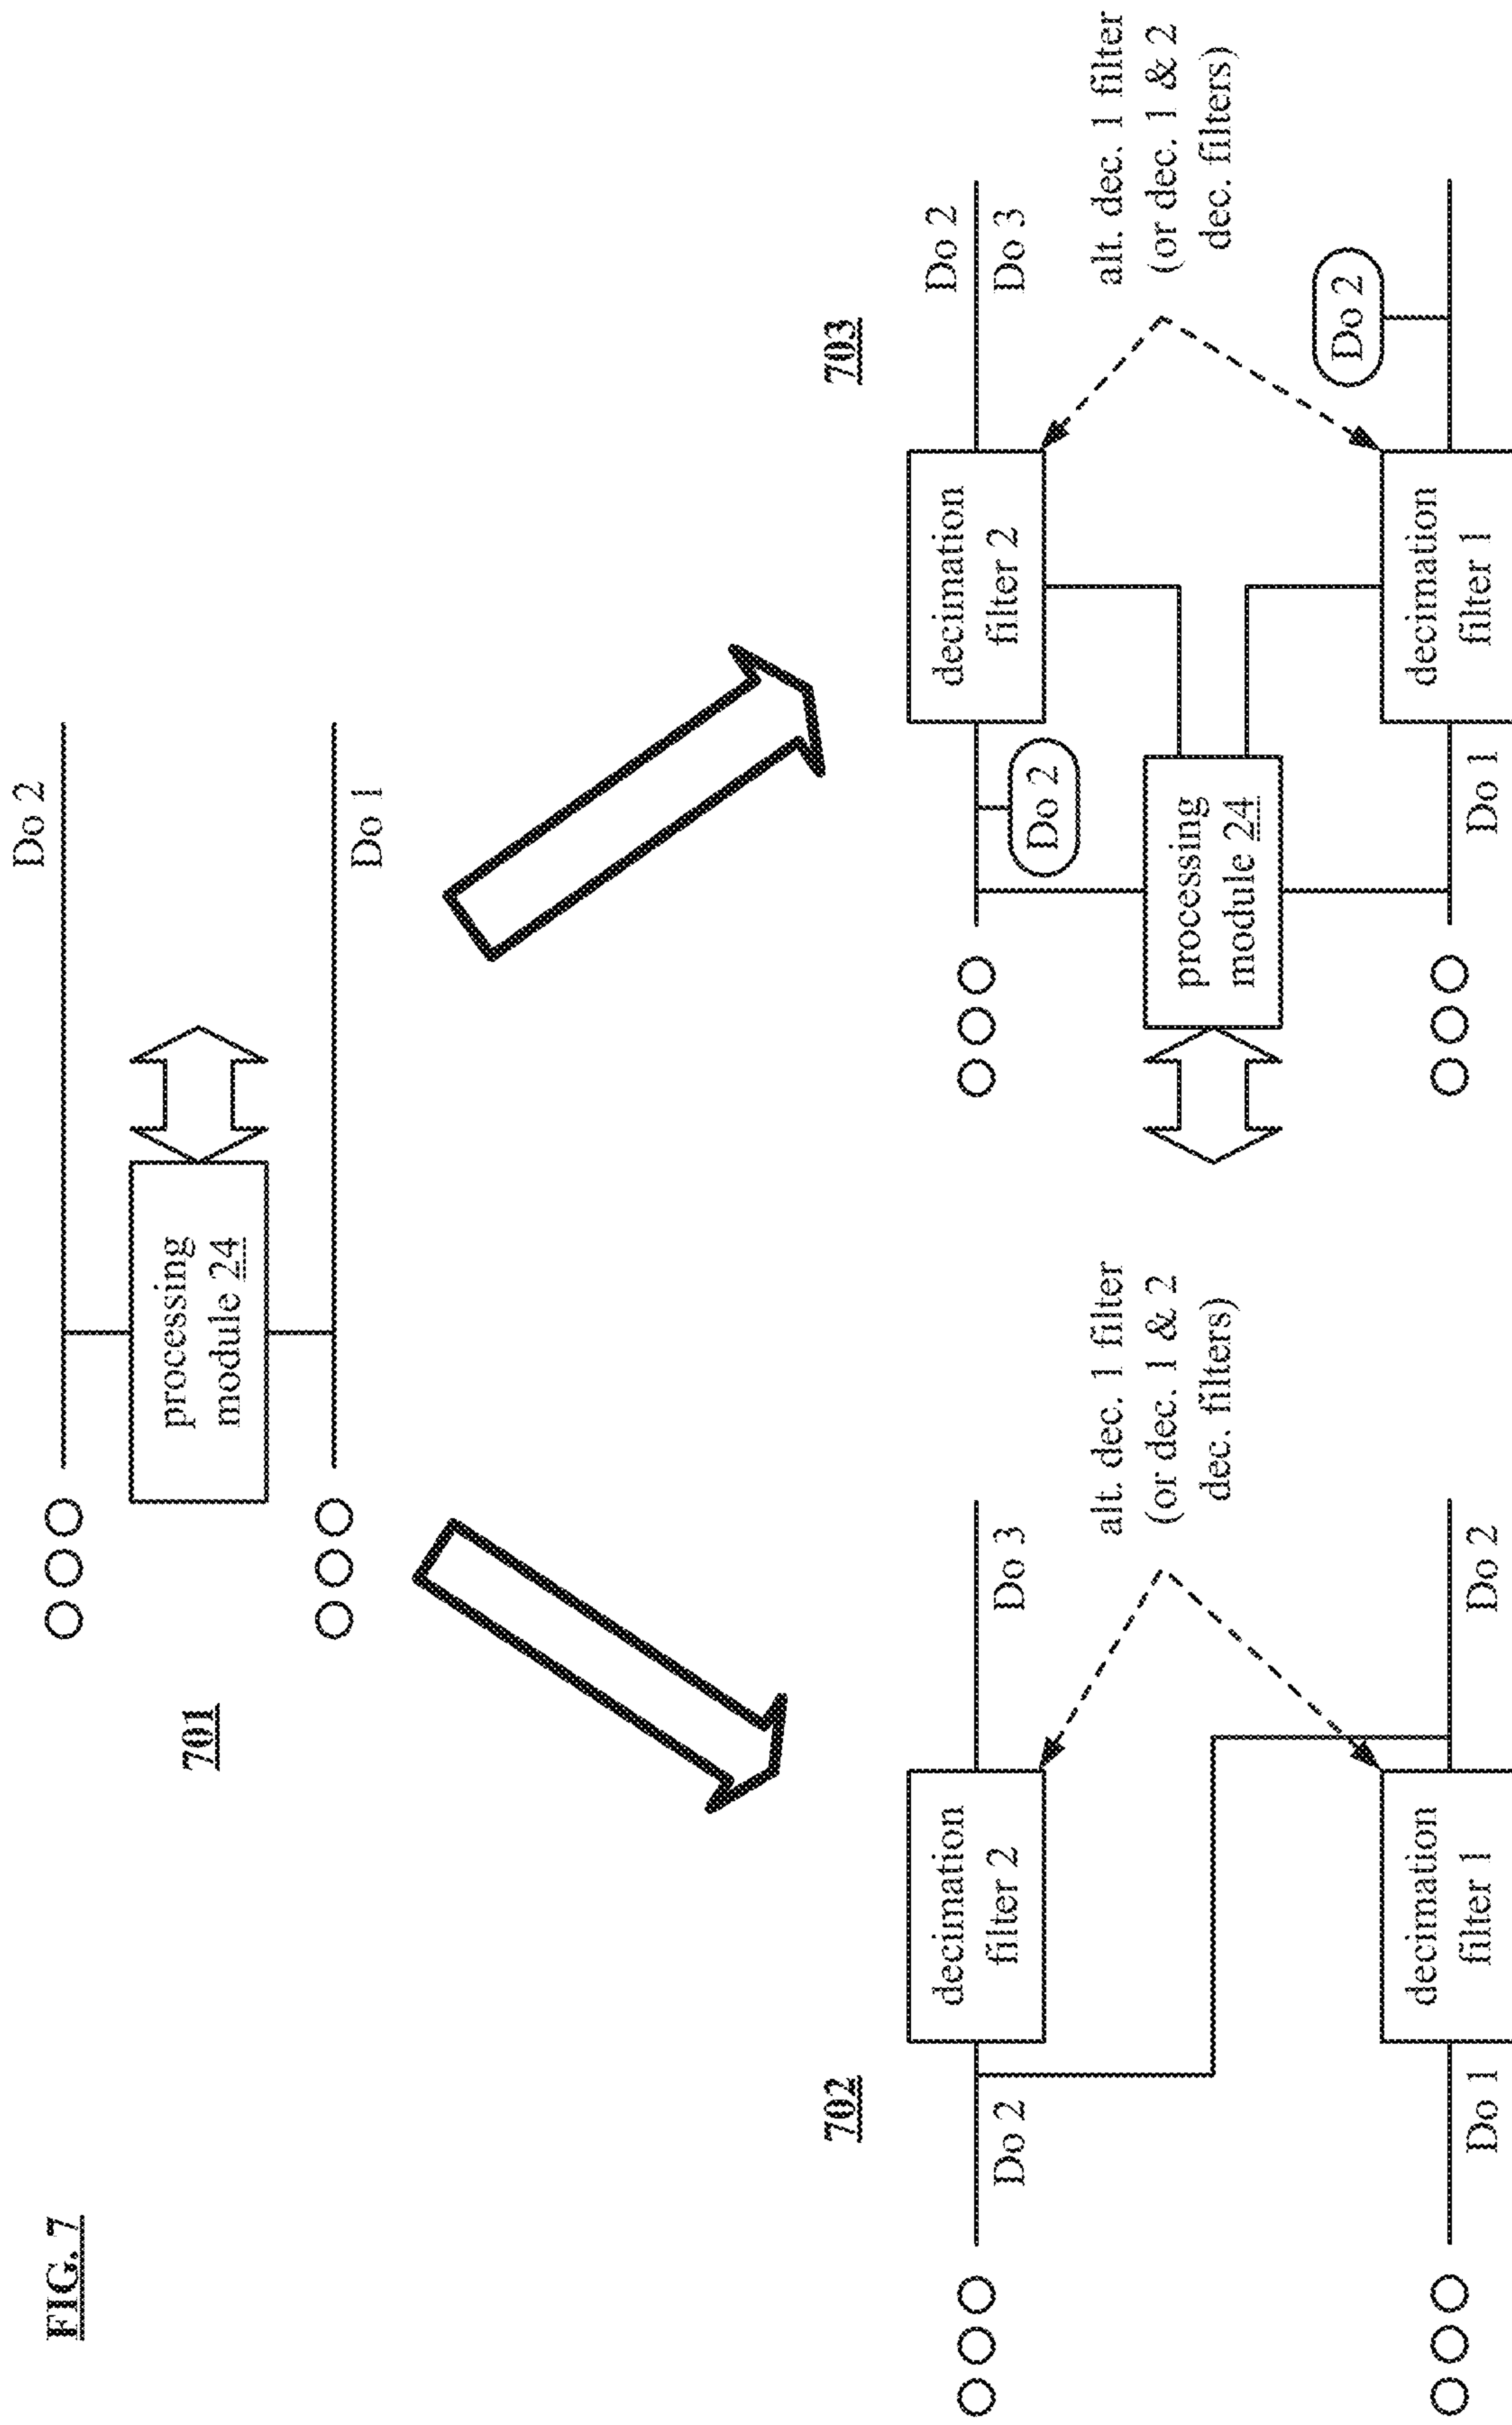 FIG. 7
701
processing
module 24
Do 2
Do 1
702
Do 2
decimation
filter 2
Do 3
alt. dec. 1 filter
(or dec. 1 & 2
dec. filters)
Do 1
decimation
filter 1
Do 2
703
Do 2
decimation
filter 2
Do 2
Do 3
alt. dec. 1 filter
(or dec. 1 & 2
dec. filters)
processing
module 24
Do 2
Do 1
decimation
filter 1